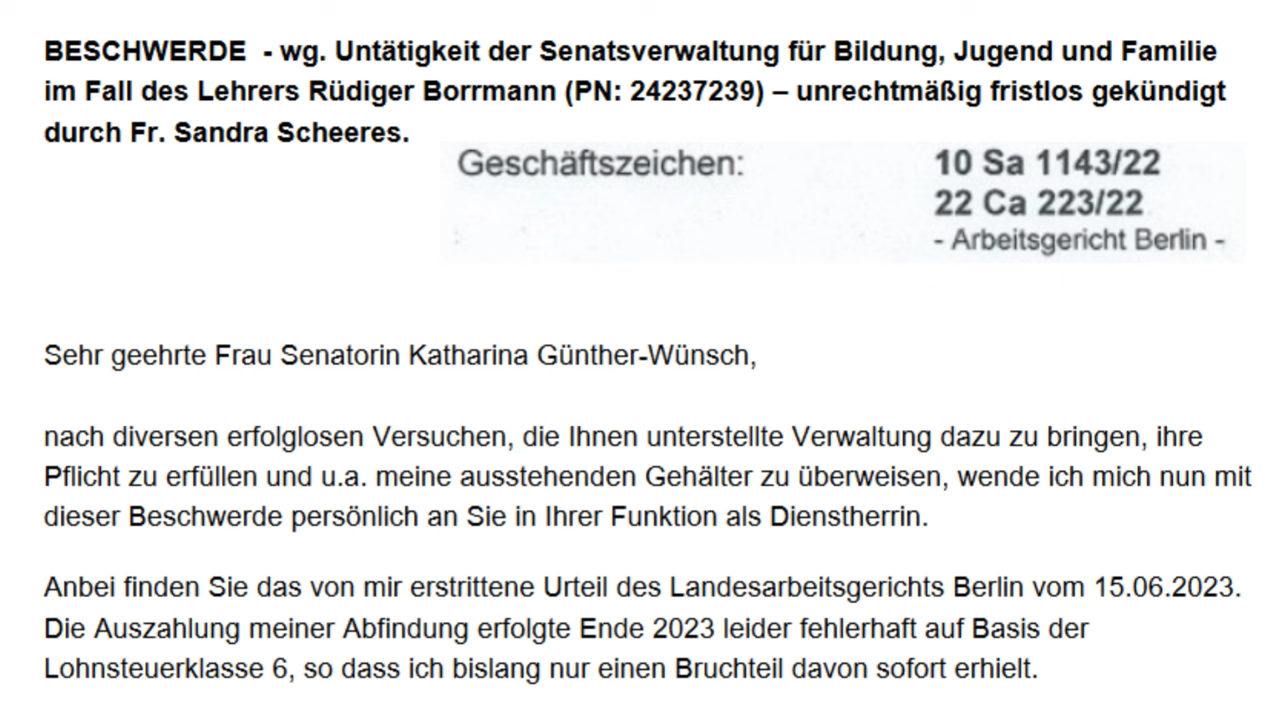 BESCHWERDE - wg. Untätigkeit der Senatsverwaltung für Bildung, Jugend und Familie
im Fall des Lehrers Rüdiger Borrmann (PN: 24237239) – unrechtmäßig fristlos gekündigt
durch Fr. Sandra Scheeres.
Geschäftszeichen: 10 Sa 1143/22
22 Ca 223/22
- Arbeitsgericht Berlin -
Sehr geehrte Frau Senatorin Katharina Günther-Wünsch,
nach diversen erfolglosen Versuchen, die Ihnen unterstellte Verwaltung dazu zu bringen, ihre
Pflicht zu erfüllen und u.a. meine ausstehenden Gehälter zu überweisen, wende ich mich nun mit
dieser Beschwerde persönlich an Sie in Ihrer Funktion als Dienstherrin.
Anbei finden Sie das von mir erstrittene Urteil des Landesarbeitsgerichts Berlin vom 15.06.2023.
Die Auszahlung meiner Abfindung erfolgte Ende 2023 leider fehlerhaft auf Basis der
Lohnsteuerklasse 6, so dass ich bislang nur einen Bruchteil davon sofort erhielt.